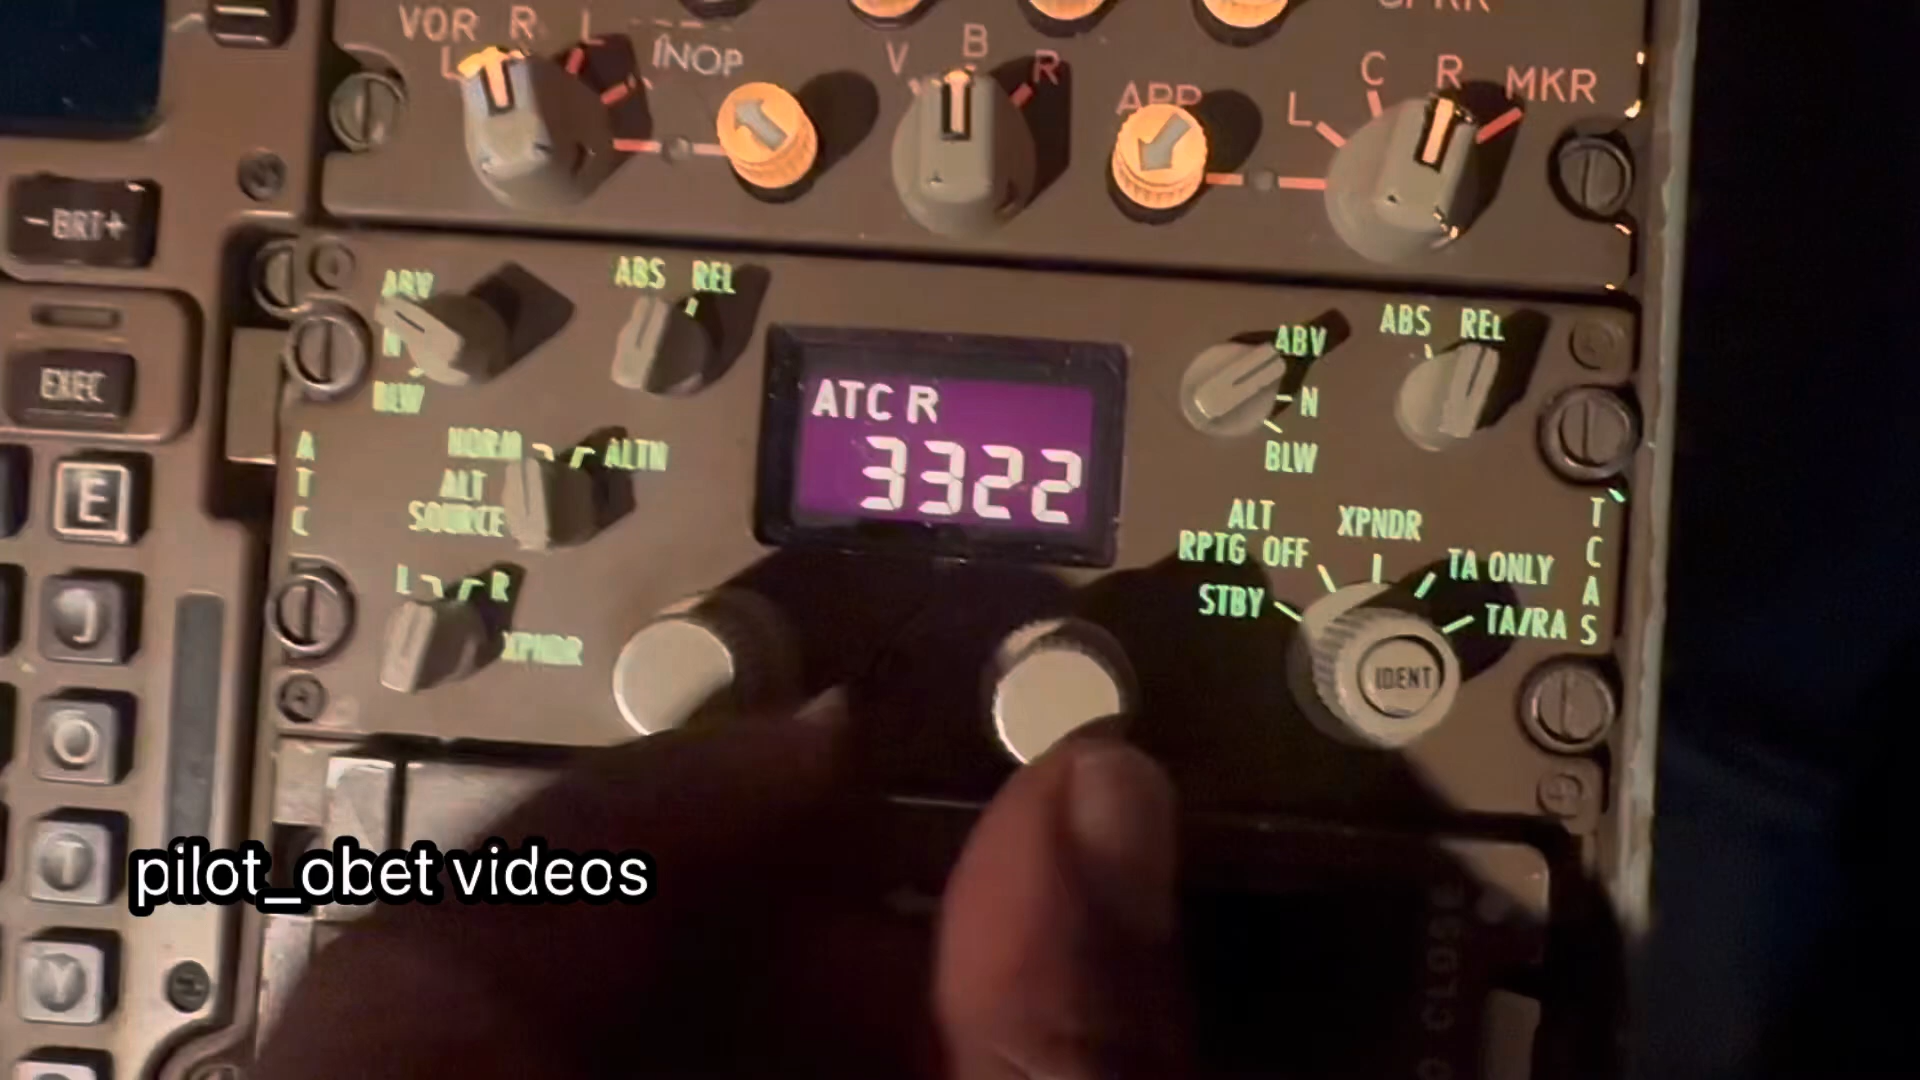 VOR R L
L INOP
V B R
APP
L C R MKR
-BRT+
EXEC
ABV
N
BLW
ABS REL
ATC R
3322
ABV
N
BLW
ABS REL
ATC
NORM ALTN
ALT
SOURCE
L R
XPNDR
ALT
RPTG OFF
STBY
XPNDR
TA ONLY
TA/RA
TCAS
IDENT
E
J
O
T
Y
pilot_obet videos